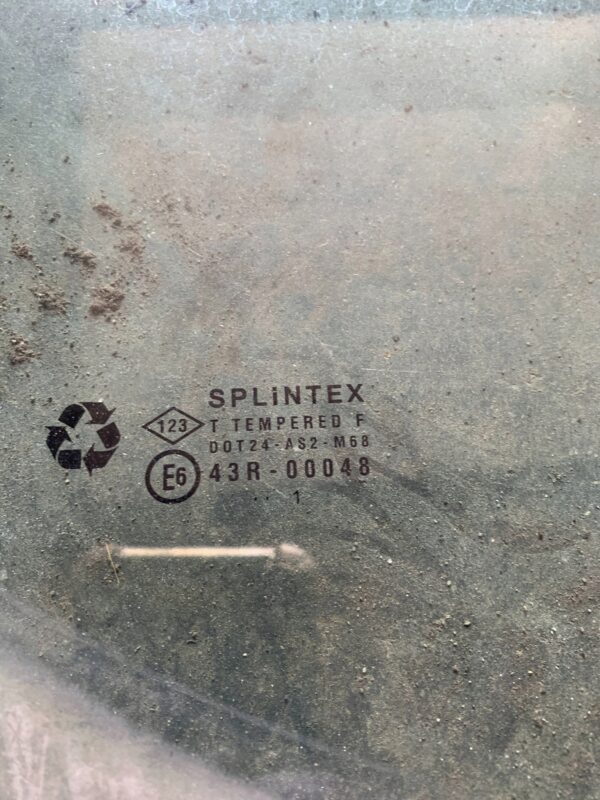 SPLiNTEX
123 T TEMPERED F
DOT24-AS2-M68
E6 43R-00048
1